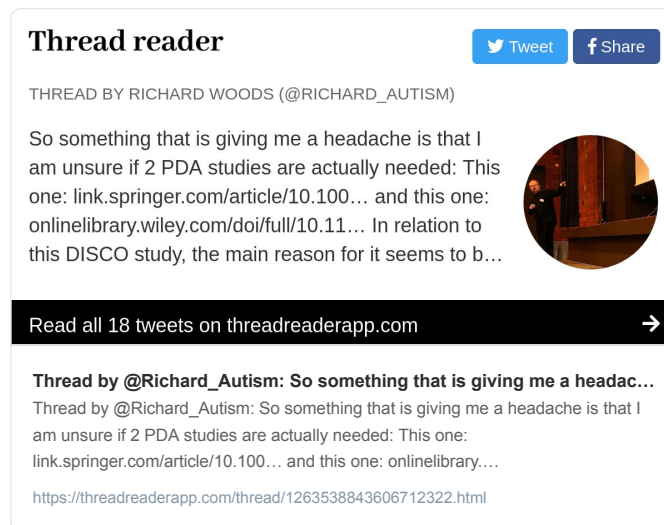 Thread reader
Tweet
Share
THREAD BY RICHARD WOODS (@RICHARD_AUTISM)
So something that is giving me a headache is that I
am unsure if 2 PDA studies are actually needed: This
one: link.springer.com/article/10.100… and this one:
onlinelibrary.wiley.com/doi/full/10.11… In relation to
this DISCO study, the main reason for it seems to b…
Read all 18 tweets on threadreaderapp.com
Thread by @Richard_Autism: So something that is giving me a headac…
Thread by @Richard_Autism: So something that is giving me a headache is that I
am unsure if 2 PDA studies are actually needed: This one:
link.springer.com/article/10.100… and this one: onlinelibrary.…
https://threadreaderapp.com/thread/1263538843606712322.html